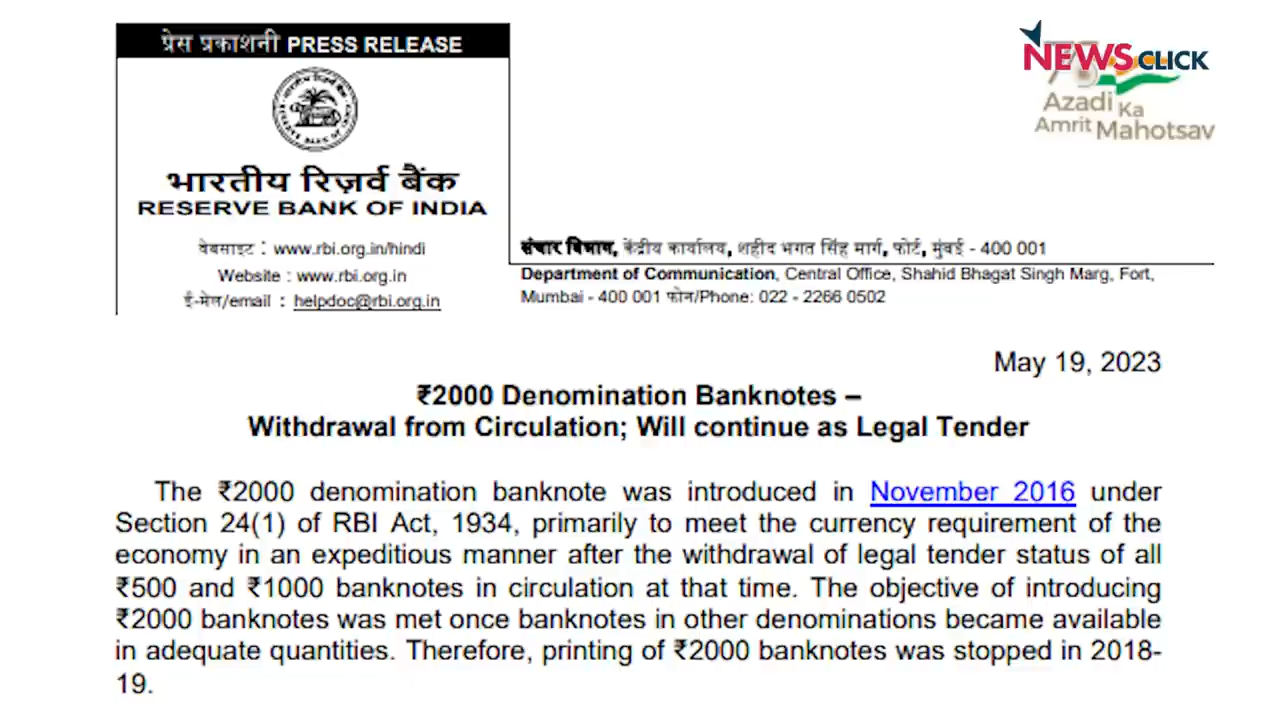 प्रेस प्रकाशनी PRESS RELEASE
NEWSCLICK
Azadi Ka
Amrit Mahotsav
भारतीय रिज़र्व बैंक
RESERVE BANK OF INDIA
वेबसाइट : www.rbi.org.in/hindi
Website : www.rbi.org.in
ई-मेल/email : helpdoc@rbi.org.in
संचार विभाग, केंद्रीय कार्यालय, शहीद भगत सिंह मार्ग, फोर्ट, मुंबई - 400 001
Department of Communication, Central Office, Shahid Bhagat Singh Marg, Fort,
Mumbai - 400 001 फोन/Phone: 022 - 2266 0502
May 19, 2023
₹2000 Denomination Banknotes –
Withdrawal from Circulation; Will continue as Legal Tender
The ₹2000 denomination banknote was introduced in November 2016 under
Section 24(1) of RBI Act, 1934, primarily to meet the currency requirement of the
economy in an expeditious manner after the withdrawal of legal tender status of all
₹500 and ₹1000 banknotes in circulation at that time. The objective of introducing
₹2000 banknotes was met once banknotes in other denominations became available
in adequate quantities. Therefore, printing of ₹2000 banknotes was stopped in 2018-
19.